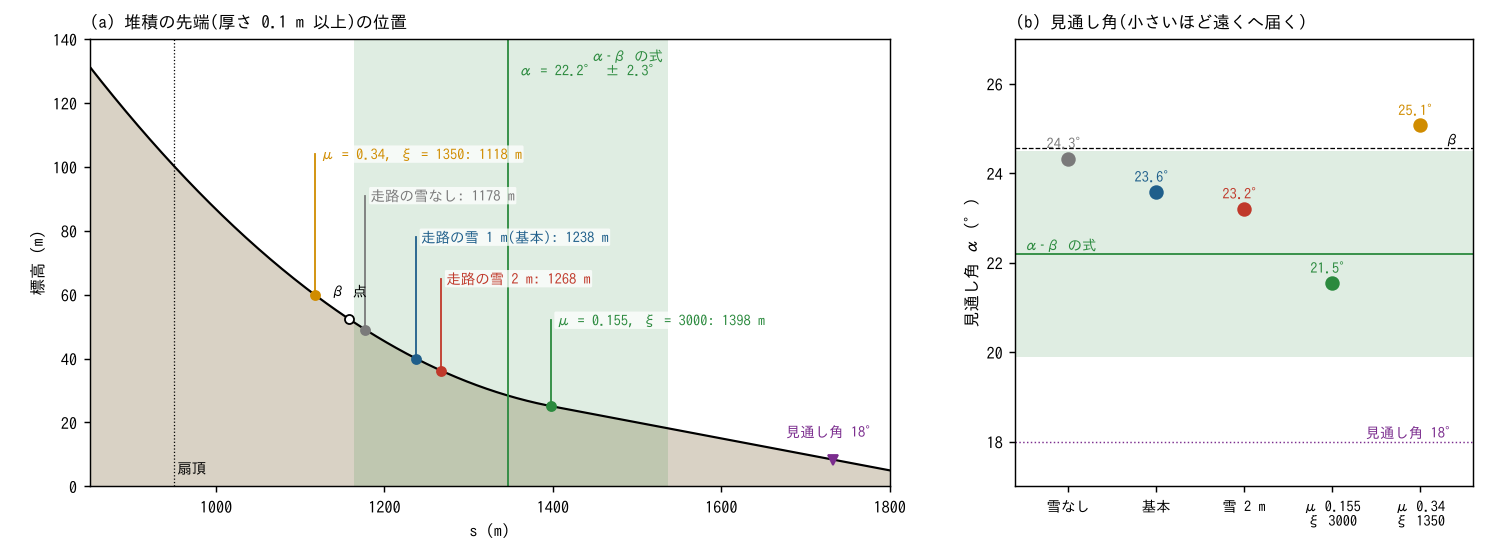 (a) 堆積の先端(厚さ 0.1 m 以上)の位置
標高 (m)
140
120
100
80
60
40
20
0
α-β の式
α = 22.2° ± 2.3°
μ = 0.34, ξ = 1350: 1118 m
走路の雪なし: 1178 m
走路の雪 1 m(基本): 1238 m
走路の雪 2 m: 1268 m
β 点
μ = 0.155, ξ = 3000: 1398 m
見通し角 18°
扇頂
1000
1200
1400
1600
1800
s (m)
(b) 見通し角(小さいほど遠くへ届く)
見通し角 α (°)
26
24
22
20
18
25.1°
β
24.3°
23.6°
23.2°
α-β の式
21.5°
見通し角 18°
雪なし
基本
雪 2 m
μ 0.155
ξ 3000
μ 0.34
ξ 1350